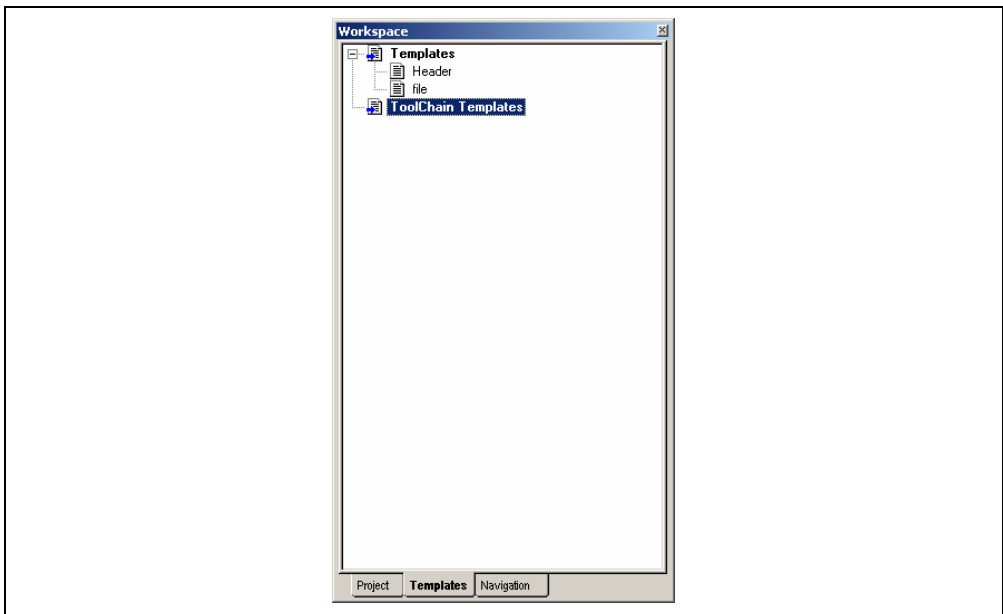 Workspace
Templates
Header
file
ToolChain Templates
Project Templates Navigation